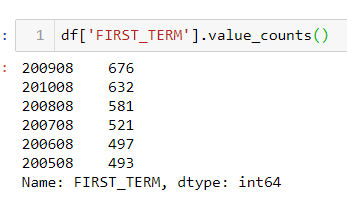 : 1 df['FIRST_TERM'].value_counts()
: 200908    676
201008    632
200808    581
200708    521
200608    497
200508    493
Name: FIRST_TERM, dtype: int64